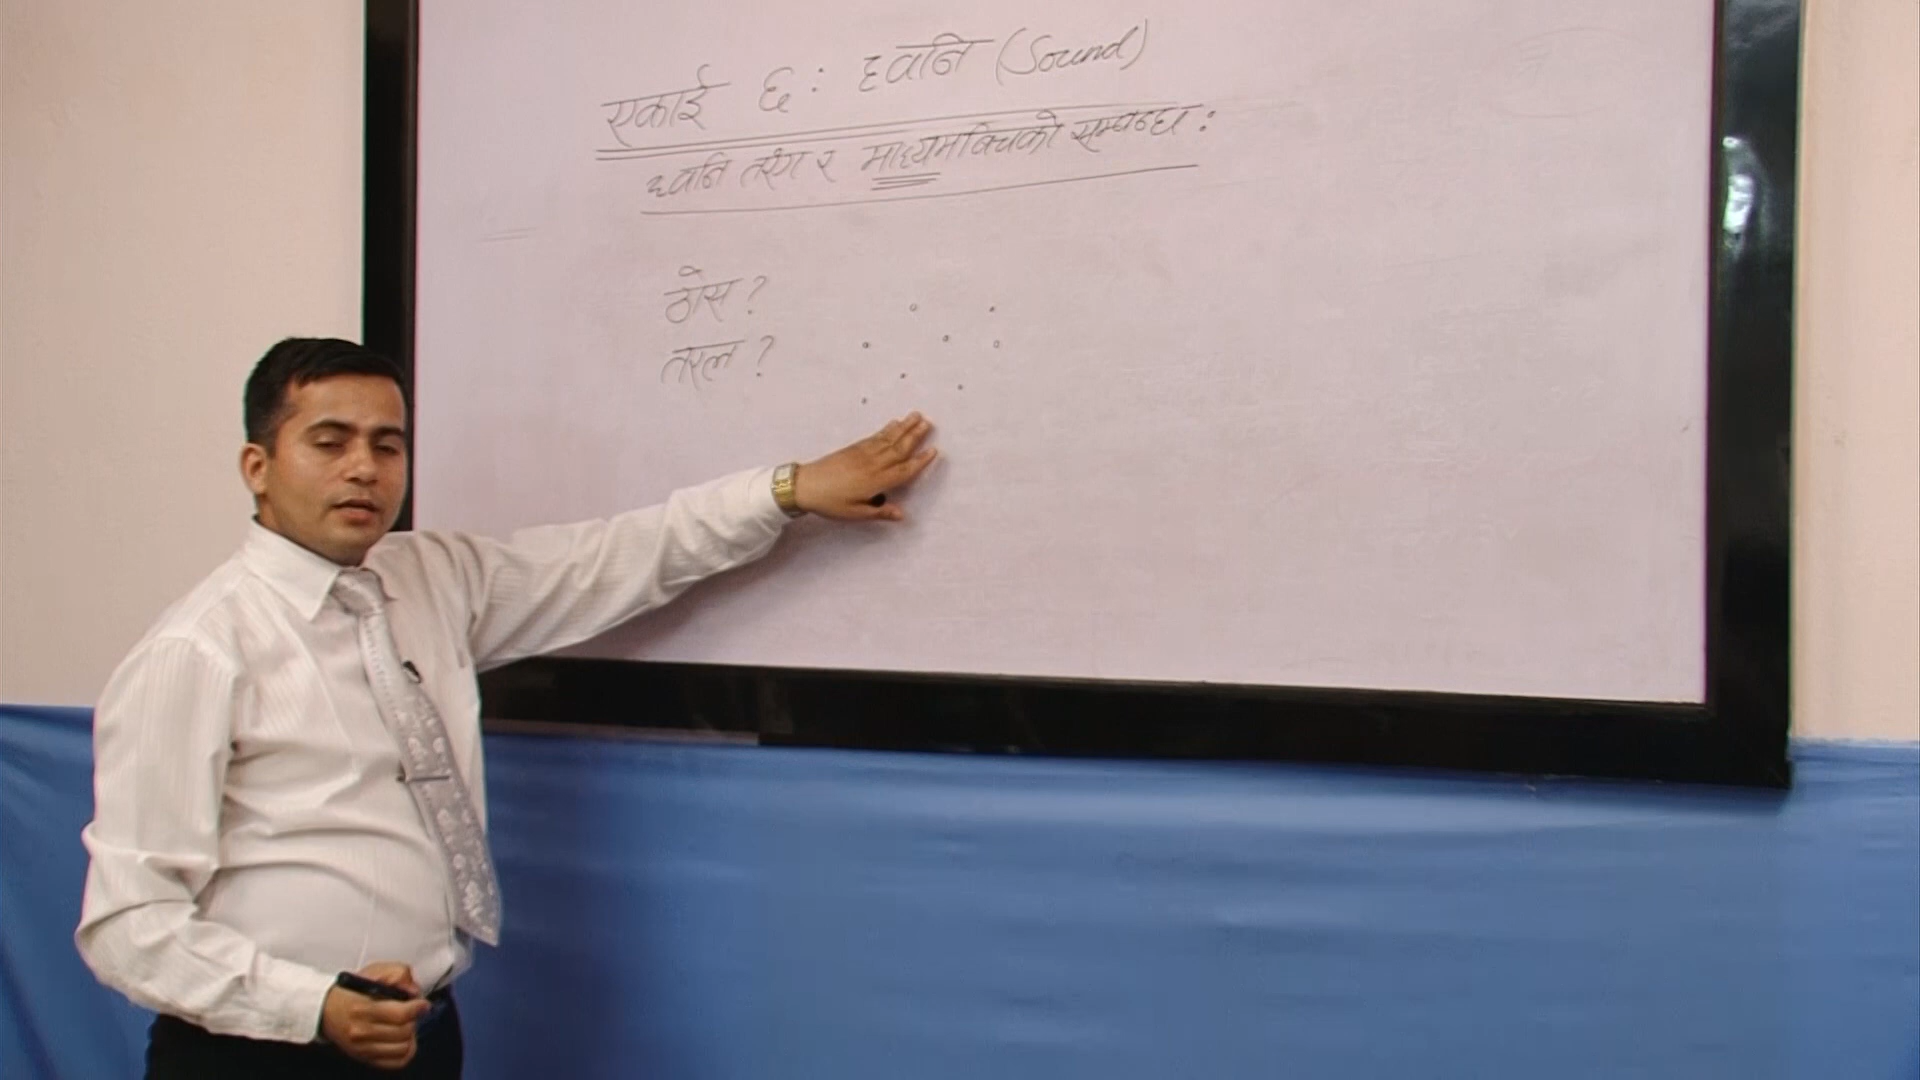 एकाई ६ : ध्वनि (Sound)
ध्वनि तरंग र माध्यमबिचको सम्बन्ध :
ठोस ?
तरल ?